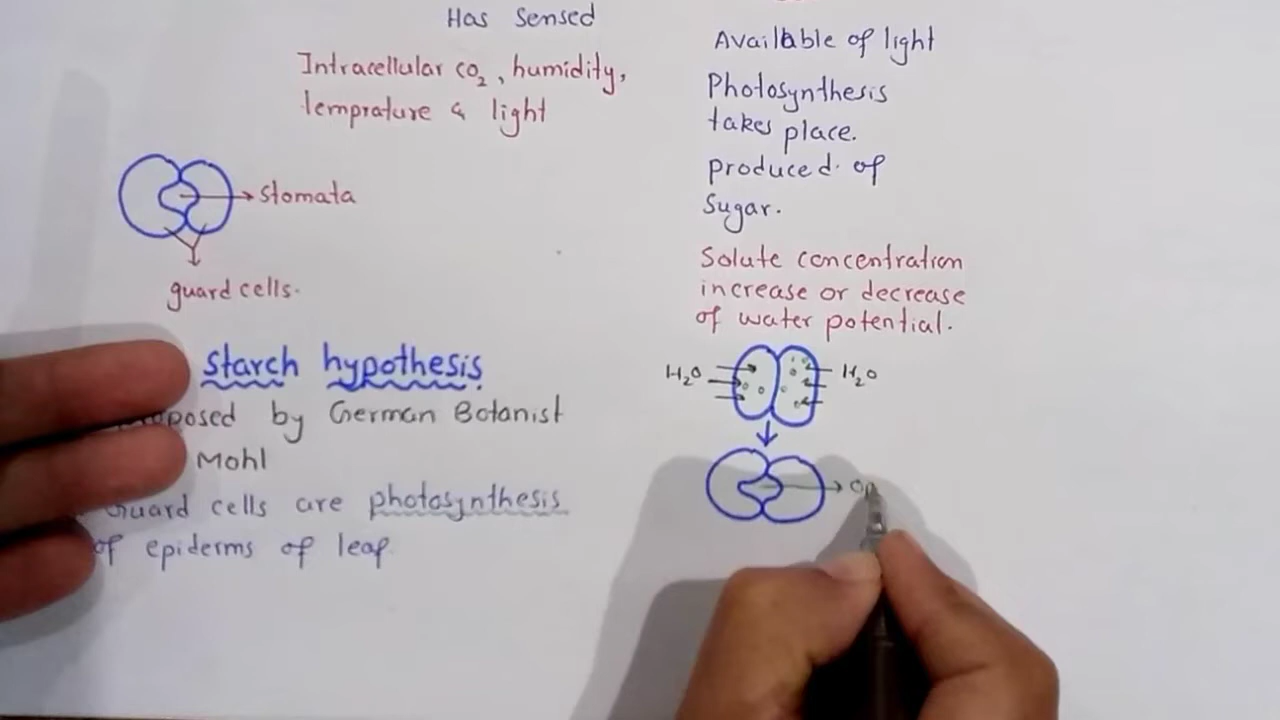 Has Sensed
Intracellular CO2, humidity,
temprature & light
Stomata
guard cells.
Starch hypothesis
posed by German Botanist
Mohl
Guard cells are photosynthesis
of epiderms of leaf
Available of light
Photosynthesis
takes place.
produced. of
Sugar.
Solute concentration
increase or decrease
of water potential.
H2O H2O